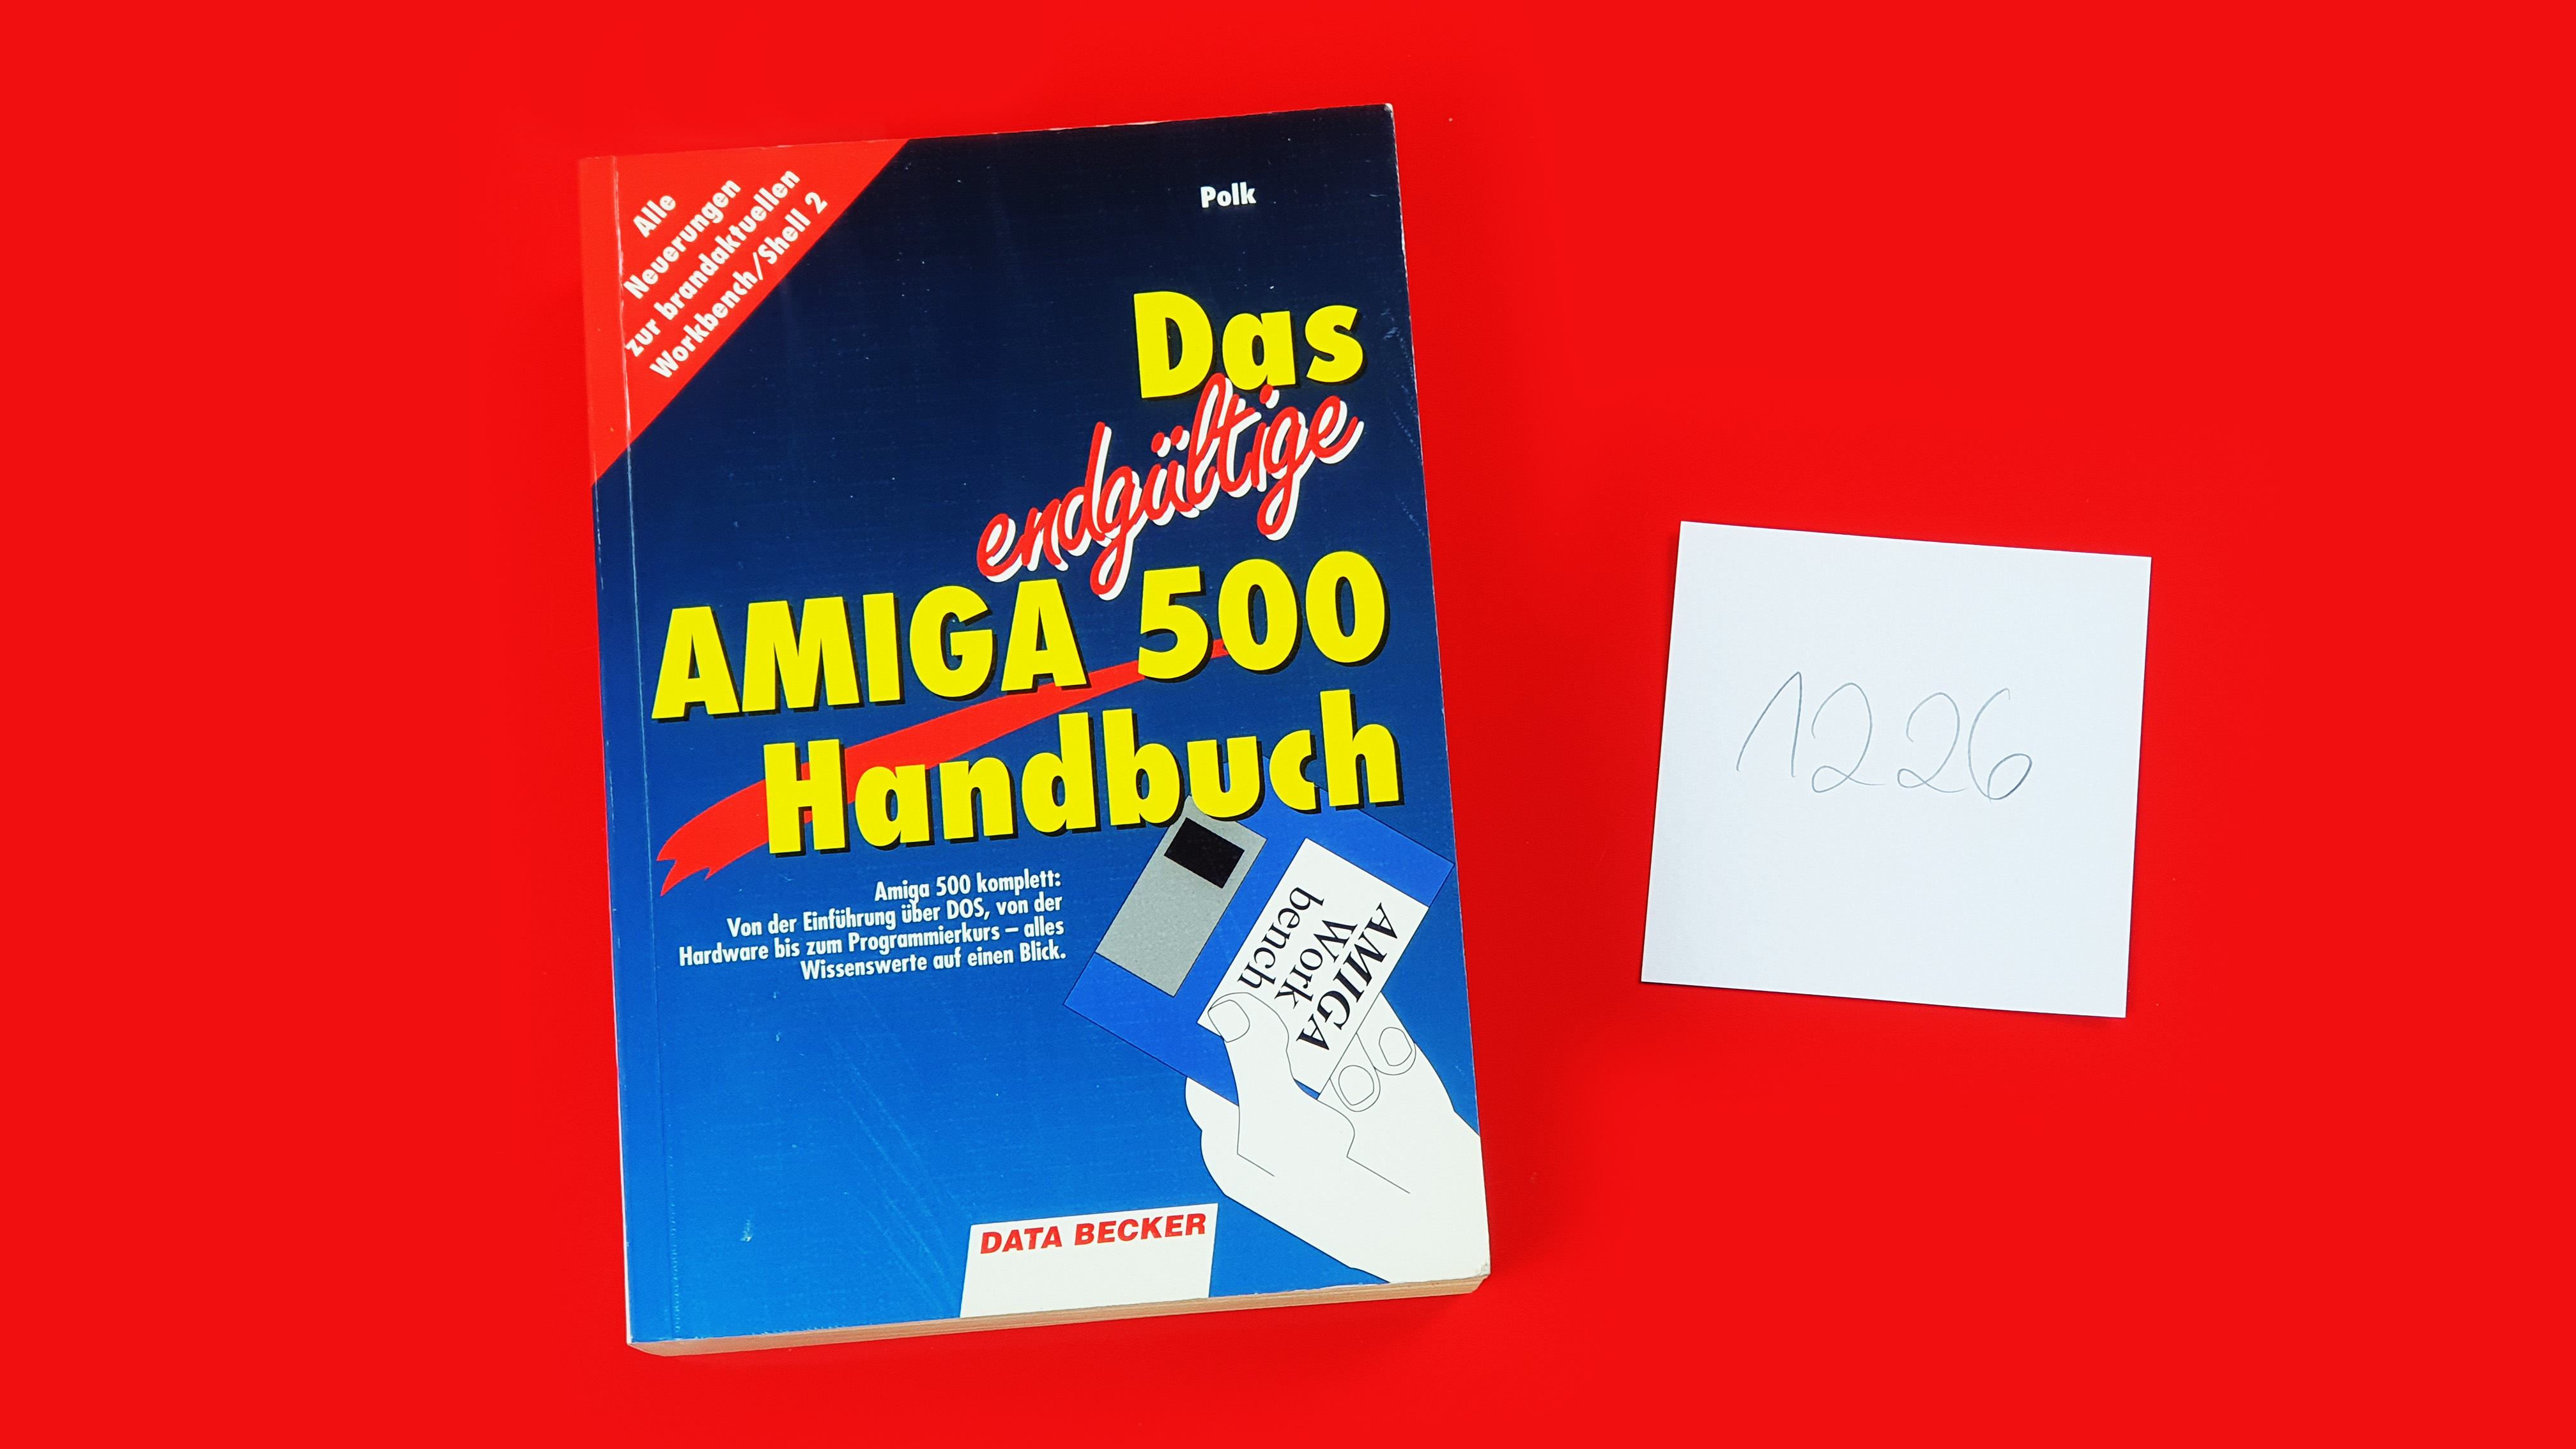 Alle
Neuerungen
zur brandaktuellen
Workbench/Shell 2
Polk
Das
endgültige
AMIGA 500
Handbuch
Amiga 500 komplett:
Von der Einführung über DOS, von der
Hardware bis zum Programmierkurs – alles
Wissenswerte auf einen Blick.
AMIGA
Work
bench
DATA BECKER
1226